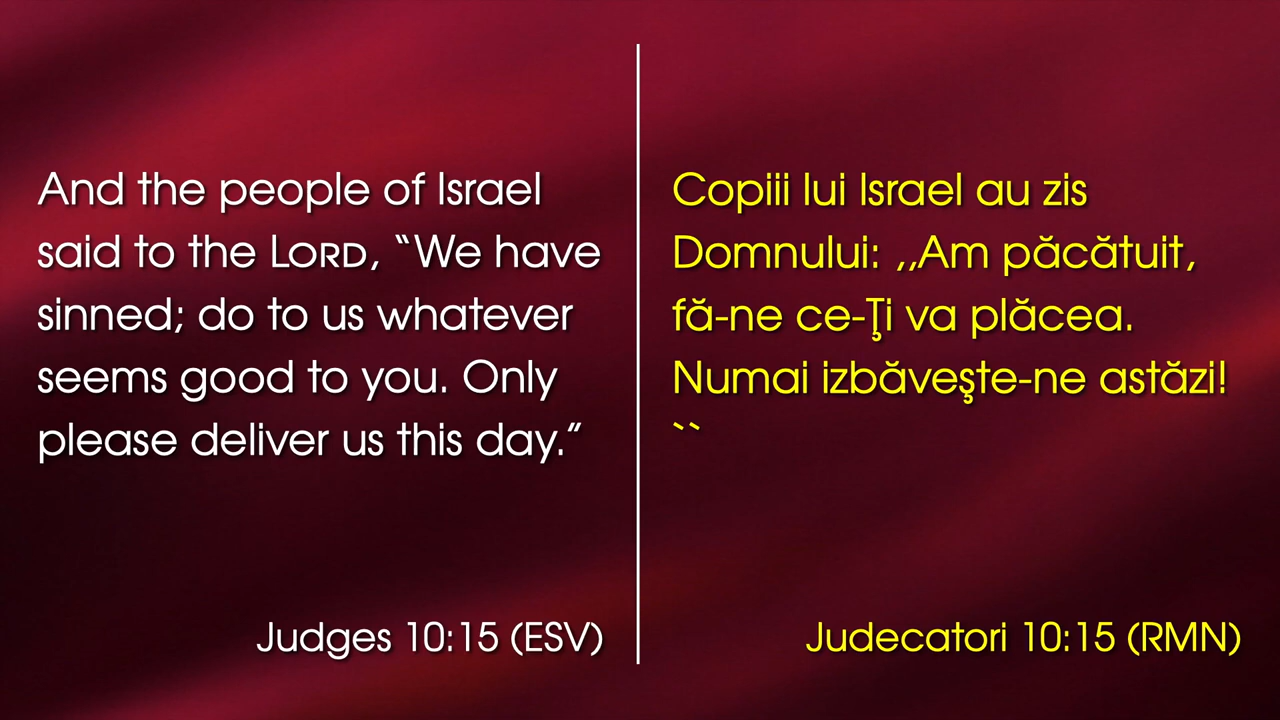 And the people of Israel
said to the LORD, “We have
sinned; do to us whatever
seems good to you. Only
please deliver us this day.”
Judges 10:15 (ESV)
Copiii lui Israel au zis
Domnului: ,,Am păcătuit,
fă-ne ce-Ţi va plăcea.
Numai izbăveşte-ne astăzi!
``
Judecatori 10:15 (RMN)